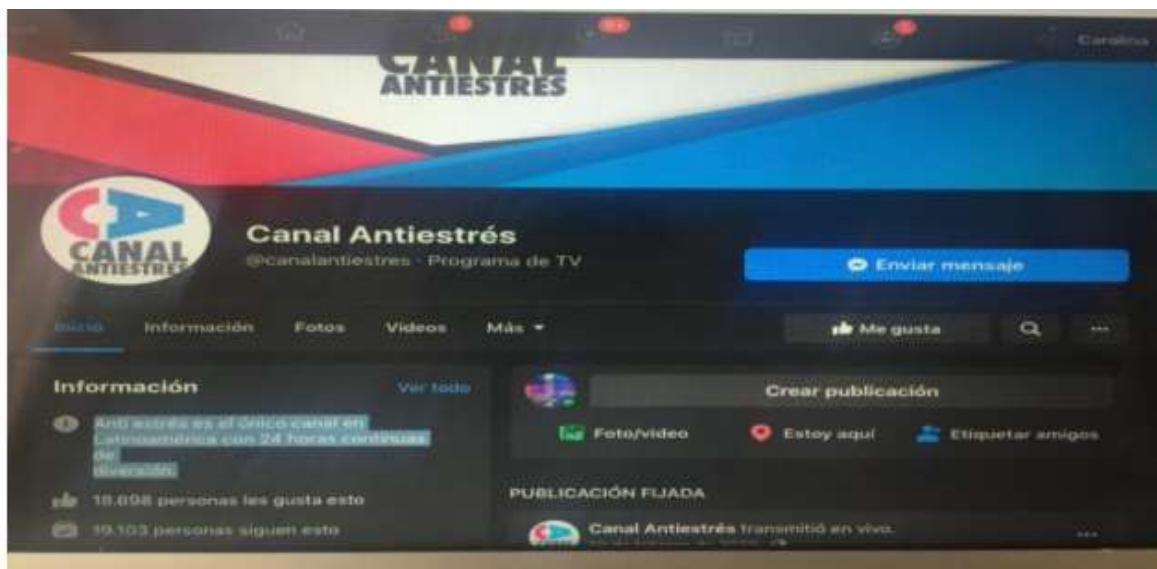 Carolina
CANAL
ANTIESTRES
CANAL
ANTIESTRES
Canal Antiestrés
@canalantiestres · Programa de TV
Enviar mensaje
Inicio Información Fotos Videos Más
Me gusta
Información Ver todo
Anti estrés es el único canal en
Latinoamérica con 24 horas continuas
de
diversión.
18.698 personas les gusta esto
19.103 personas siguen esto
Crear publicación
Foto/video Estoy aquí Etiquetar amigos
PUBLICACIÓN FIJADA
Canal Antiestrés transmitió en vivo.